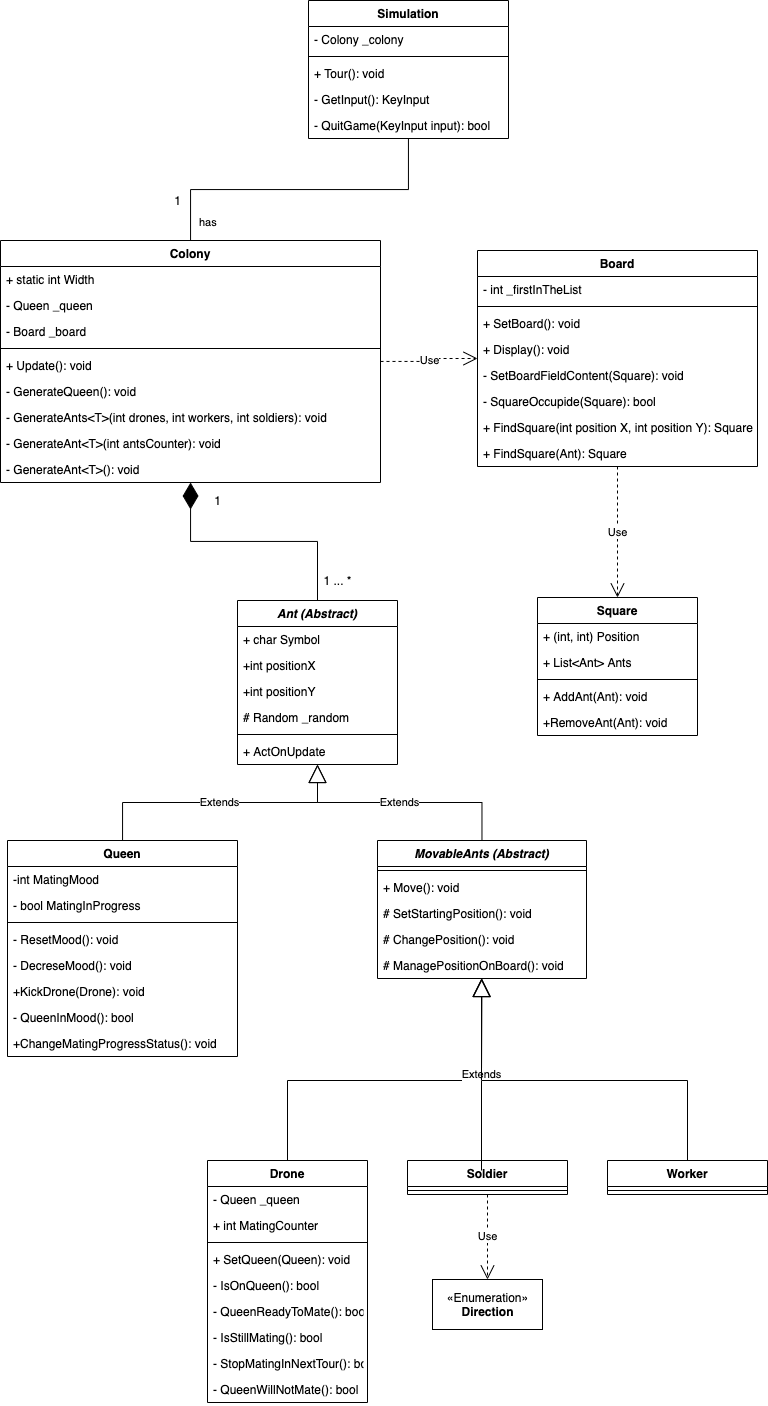 Simulation
- Colony _colony
+ Tour(): void
- GetInput(): KeyInput
- QuitGame(KeyInput input): bool
1
has
Colony
+ static int Width
- Queen _queen
- Board _board
+ Update(): void
- GenerateQueen(): void
- GenerateAnts<T>(int drones, int workers, int soldiers): void
- GenerateAnt<T>(int antsCounter): void
- GenerateAnt<T>(): void
Use
Board
- int _firstInTheList
+ SetBoard(): void
+ Display(): void
- SetBoardFieldContent(Square): void
- SquareOccupide(Square): bool
+ FindSquare(int position X, int position Y): Square
+ FindSquare(Ant): Square
1
1 ... *
Use
Ant (Abstract)
+ char Symbol
+int positionX
+int positionY
# Random _random
+ ActOnUpdate
Square
+ (int, int) Position
+ List<Ant> Ants
+ AddAnt(Ant): void
+RemoveAnt(Ant): void
Extends
Extends
Queen
-int MatingMood
- bool MatingInProgress
- ResetMood(): void
- DecreseMood(): void
+KickDrone(Drone): void
- QueenInMood(): bool
+ChangeMatingProgressStatus(): void
MovableAnts (Abstract)
+ Move(): void
# SetStartingPosition(): void
# ChangePosition(): void
# ManagePositionOnBoard(): void
Extends
Drone
- Queen _queen
+ int MatingCounter
+ SetQueen(Queen): void
- IsOnQueen(): bool
- QueenReadyToMate(): boo
- IsStillMating(): bool
- StopMatingInNextTour(): bo
- QueenWillNotMate(): bool
Soldier
Worker
Use
«Enumeration»
Direction